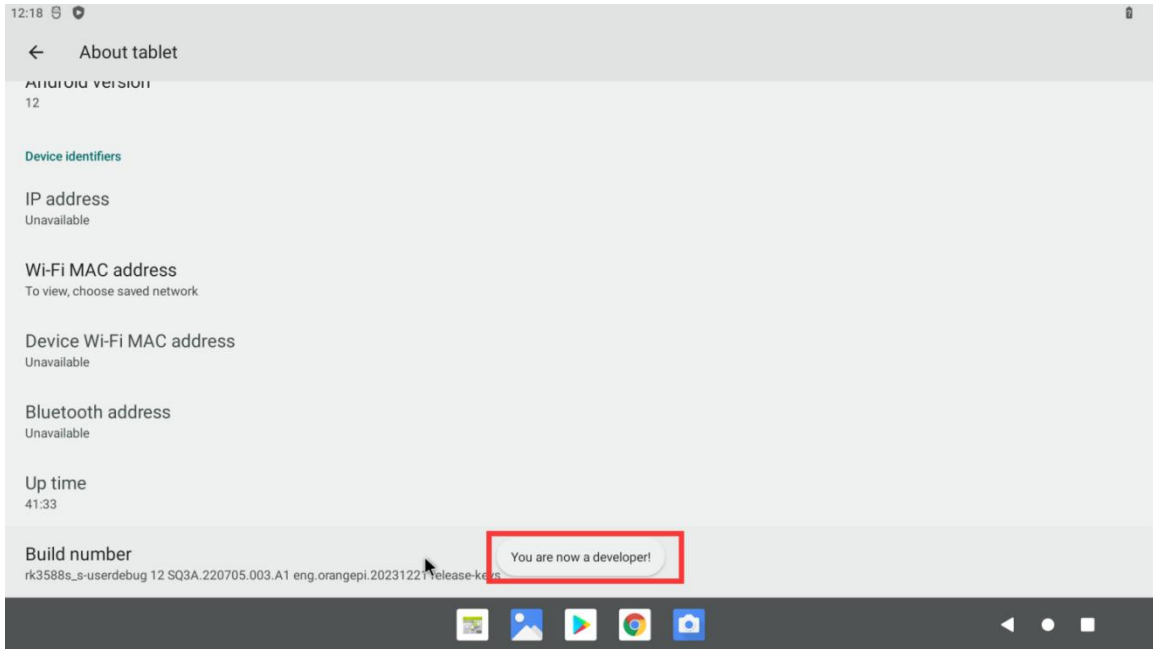 12:18
About tablet
Android version
12
Device identifiers
IP address
Unavailable
Wi-Fi MAC address
To view, choose saved network
Device Wi-Fi MAC address
Unavailable
Bluetooth address
Unavailable
Up time
41:33
Build number
You are now a developer!
rk3588s_s-userdebug 12 SQ3A.220705.003.A1 eng.orangepi.20231221 release-keys